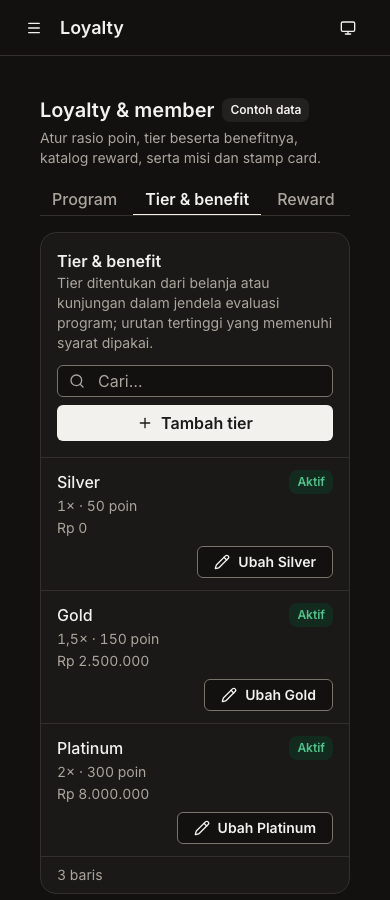 Loyalty
Loyalty & member
Contoh data
Atur rasio poin, tier beserta benefitnya,
katalog reward, serta misi dan stamp card.
Program
Tier & benefit
Reward
Tier & benefit
Tier ditentukan dari belanja atau
kunjungan dalam jendela evaluasi
program; urutan tertinggi yang memenuhi
syarat dipakai.
Cari...
Tambah tier
Silver
Aktif
1× · 50 poin
Rp 0
Ubah Silver
Gold
Aktif
1,5× · 150 poin
Rp 2.500.000
Ubah Gold
Platinum
Aktif
2× · 300 poin
Rp 8.000.000
Ubah Platinum
3 baris